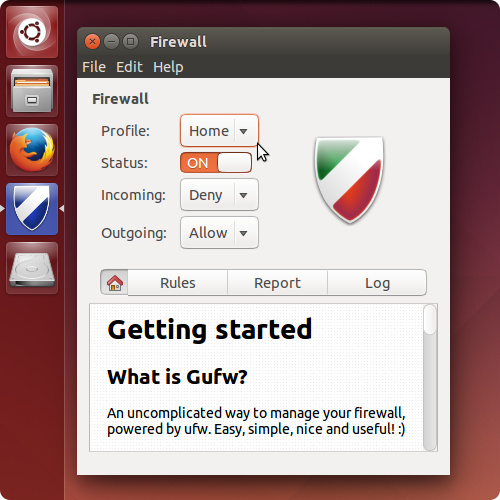 Firewall
File Edit Help
Firewall
Profile: Home
Status: ON
Incoming: Deny
Outgoing: Allow
Rules Report Log
Getting started
What is Gufw?
An uncomplicated way to manage your firewall,
powered by ufw. Easy, simple, nice and useful! :)